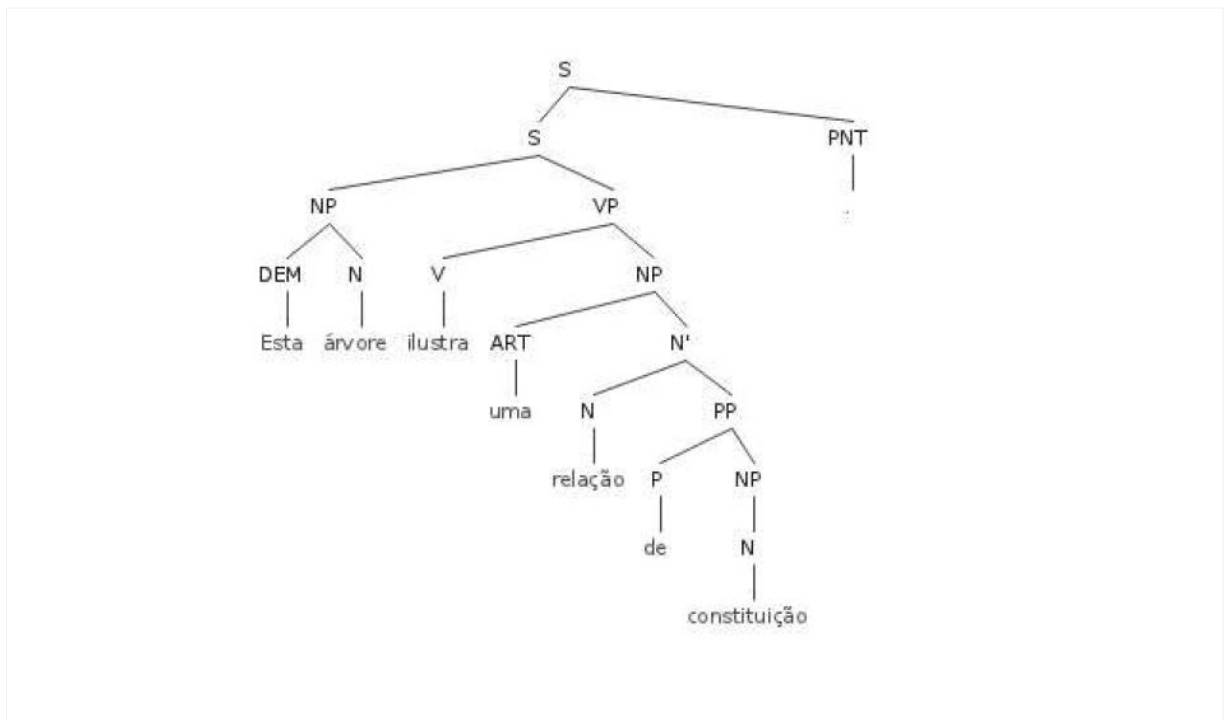 S
S PNT
NP VP .
DEM N V NP
Esta árvore ilustra ART N'
uma N PP
relação P NP
de N
constituição